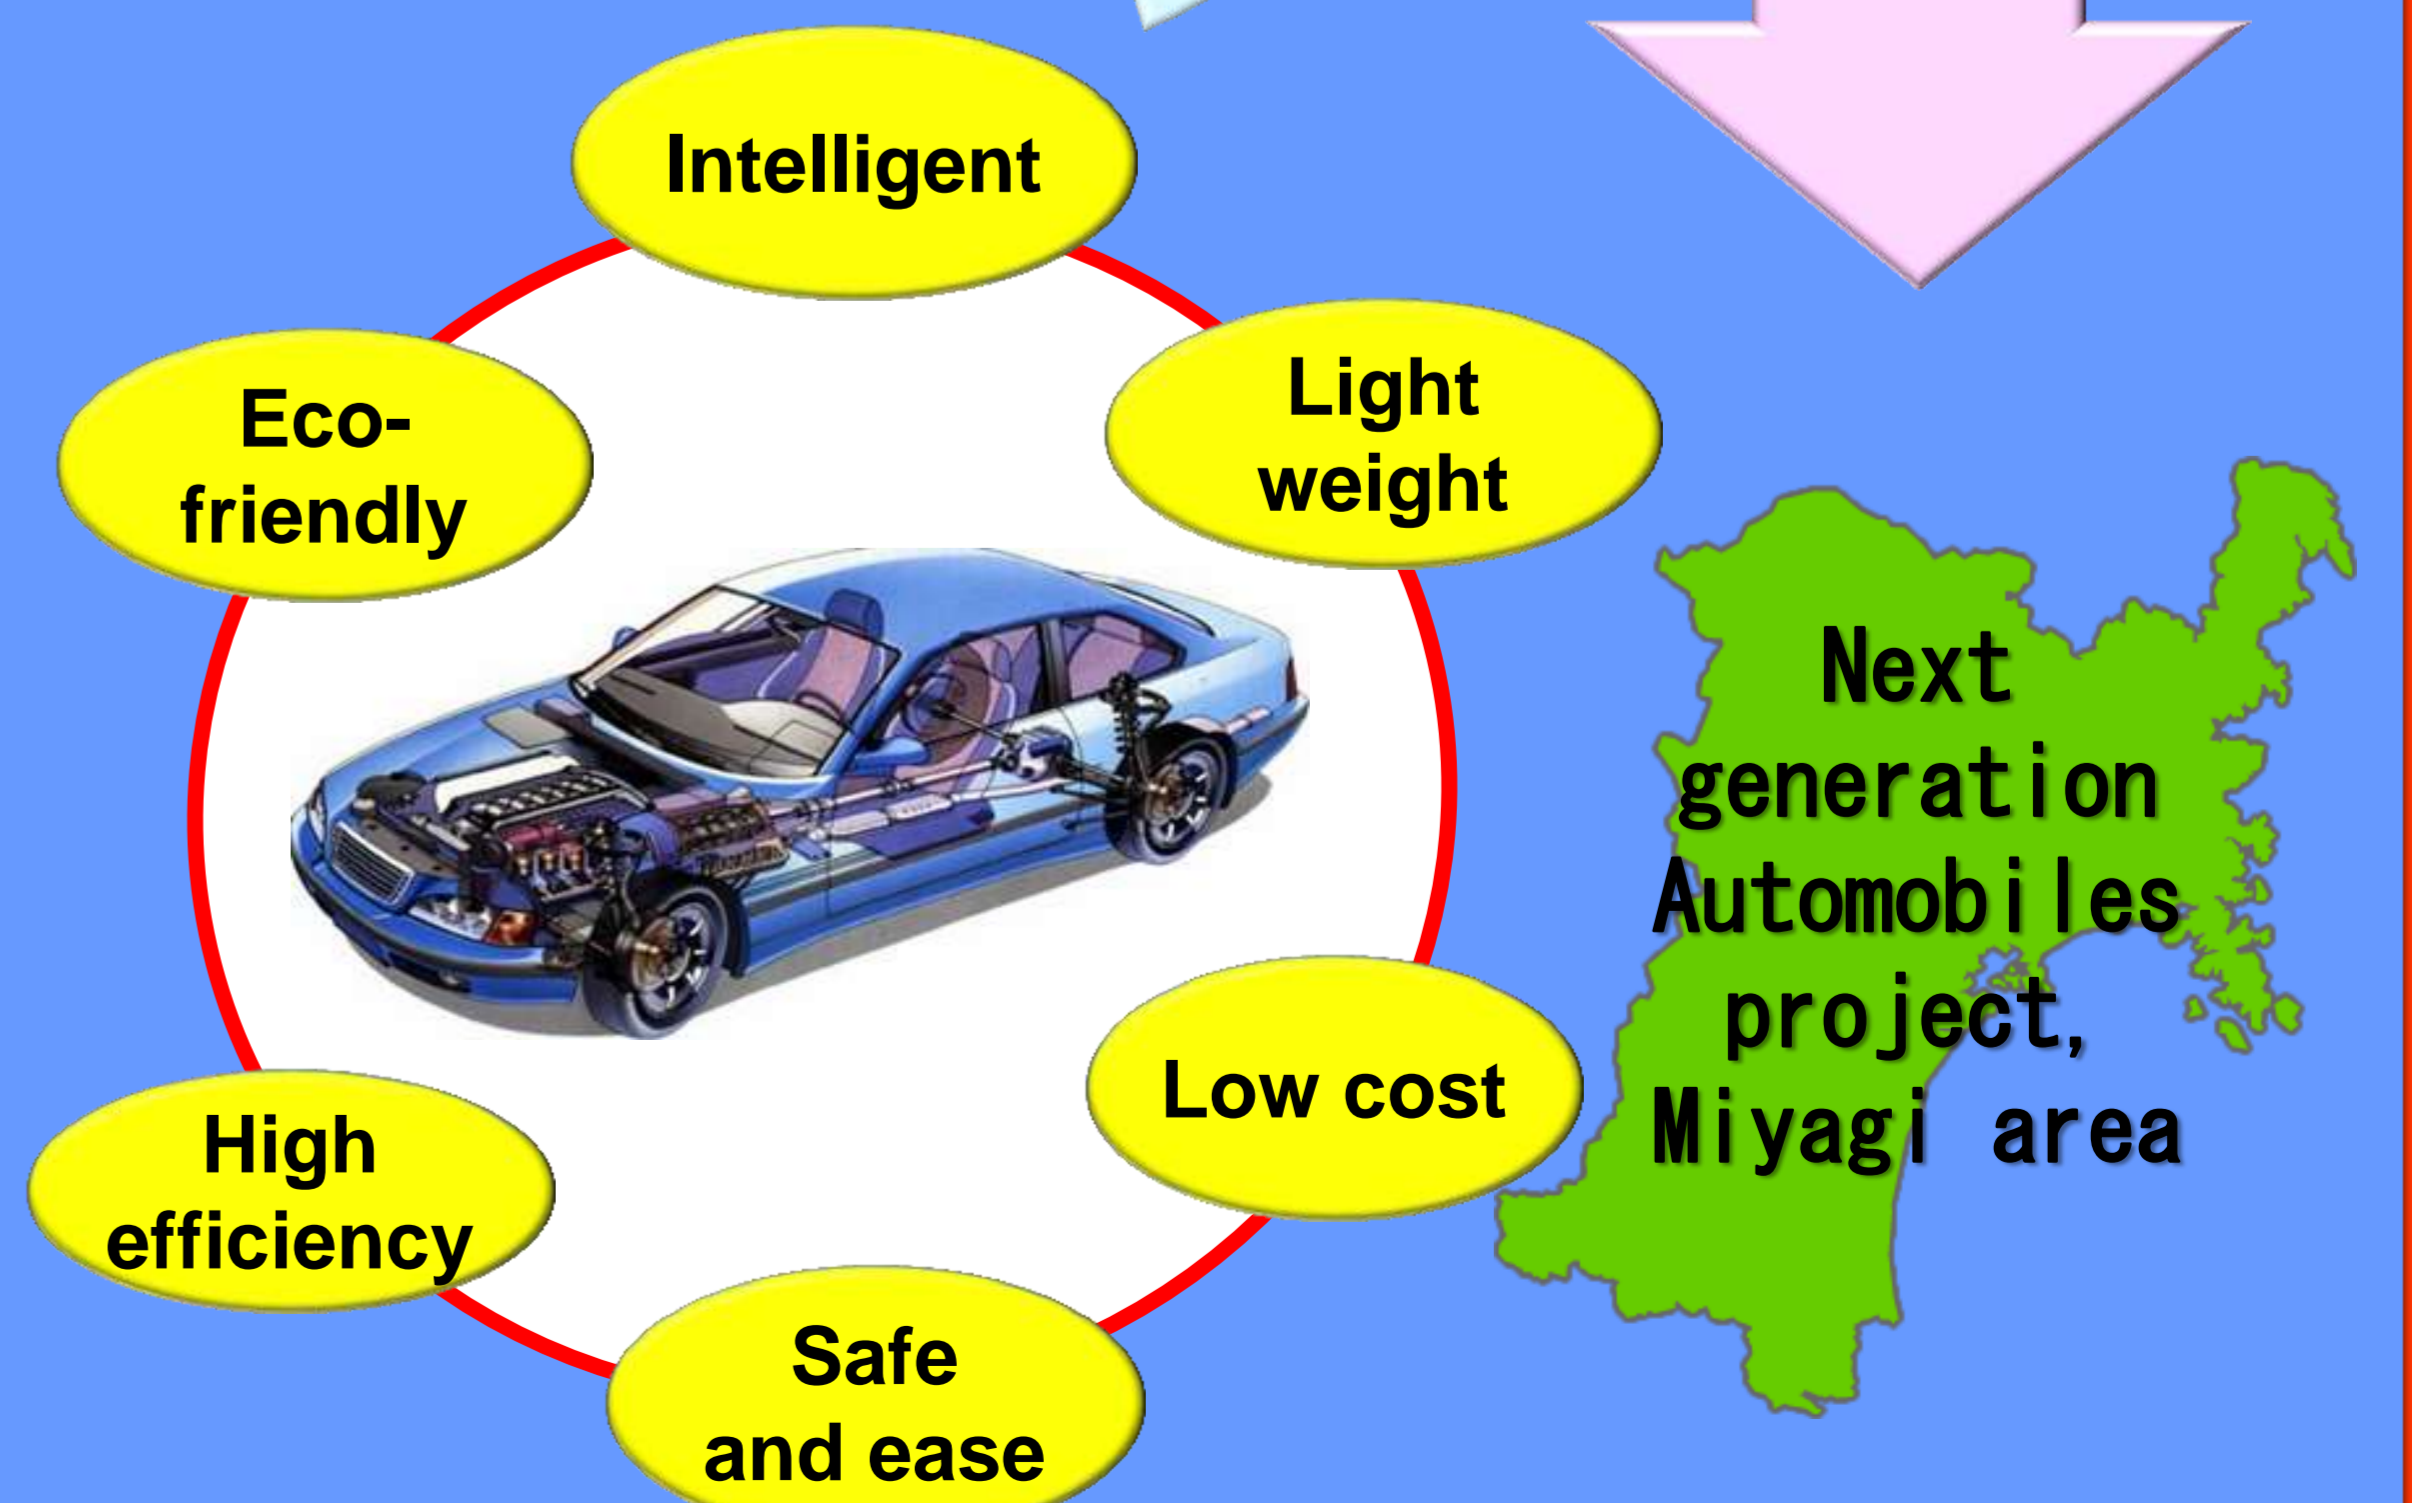 Intelligent
Light
weight
Eco-
friendly
Low cost
High
efficiency
Safe
and ease
Next
generation
Automobiles
project,
Miyagi area